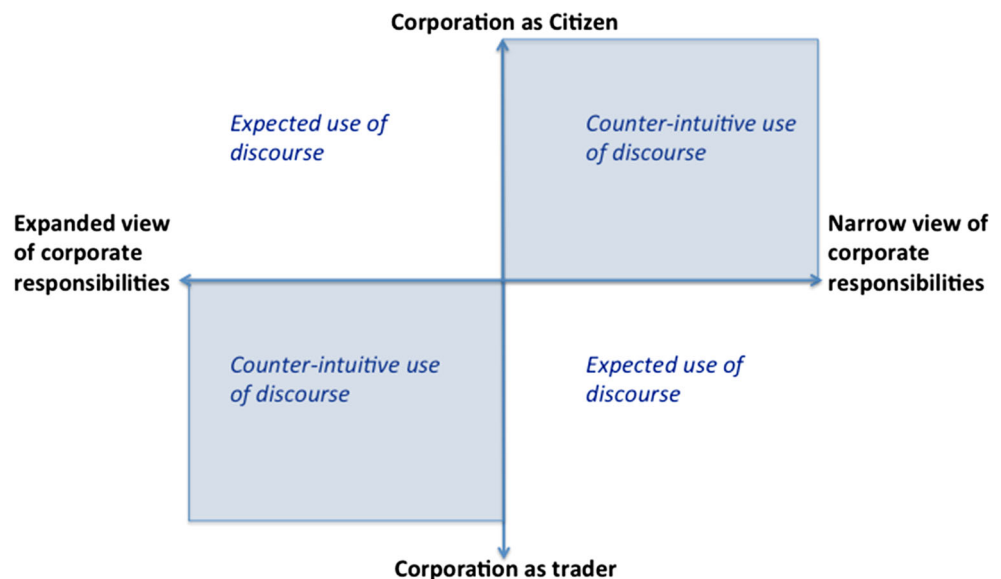 Corporation as Citizen
Expected use of
discourse
Counter-intuitive use
of discourse
Expanded view
of corporate
responsibilities
Narrow view of
corporate
responsibilities
Counter-intuitive use
of discourse
Expected use of
discourse
Corporation as trader